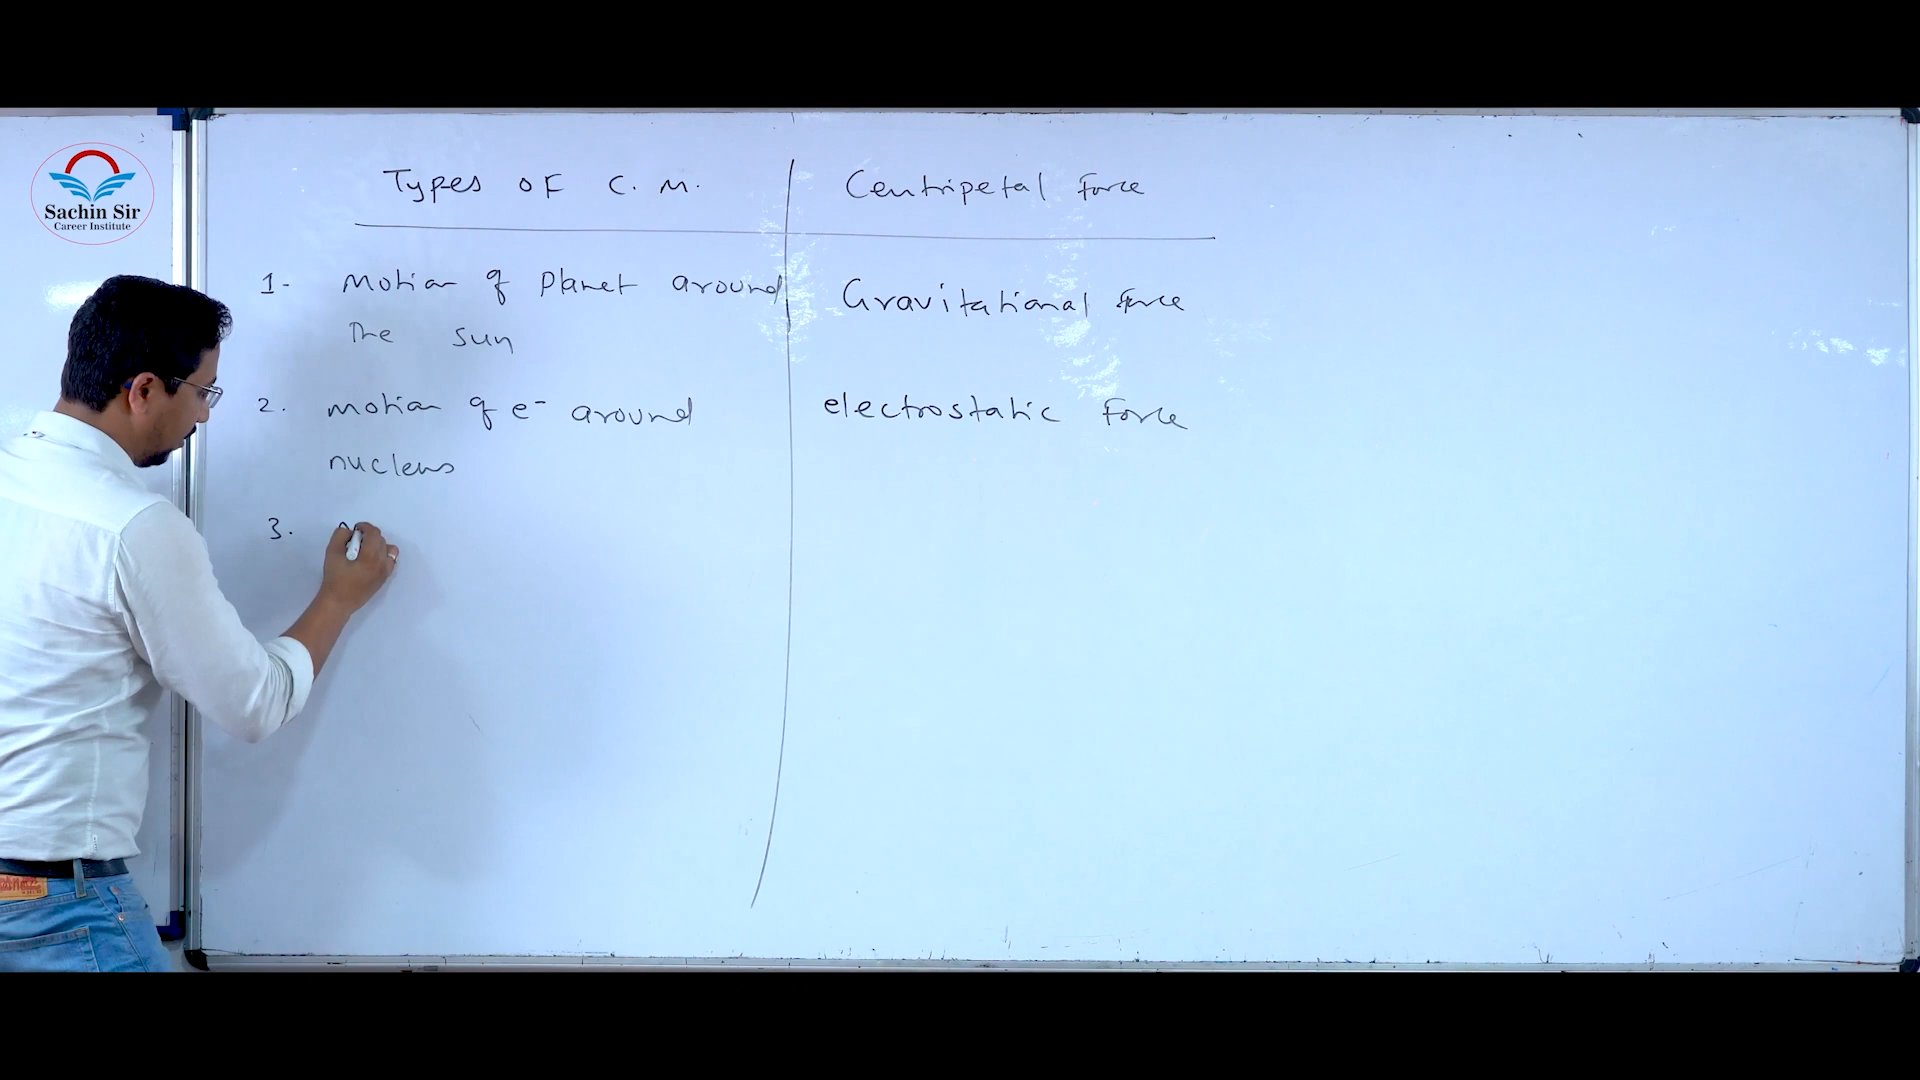 Sachin Sir
Career Institute
Types OF C. M.
Centripetal Force
1- Motion of Planet around
The sun
Gravitational Force
2. motion of e⁻ around
nucleus
electrostatic Force
3.